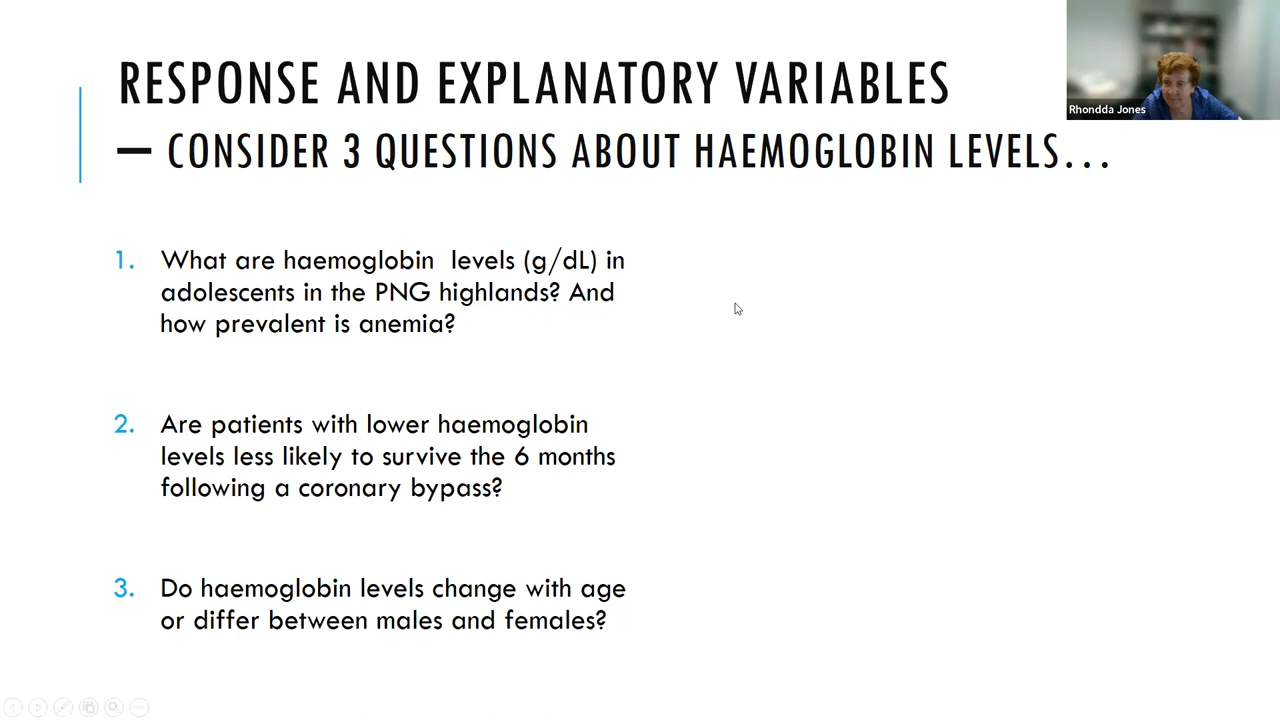 RESPONSE AND EXPLANATORY VARIABLES
– CONSIDER 3 QUESTIONS ABOUT HAEMOGLOBIN LEVELS...
Rhondda Jones
1. What are haemoglobin levels (g/dL) in
adolescents in the PNG highlands? And
how prevalent is anemia?
2. Are patients with lower haemoglobin
levels less likely to survive the 6 months
following a coronary bypass?
3. Do haemoglobin levels change with age
or differ between males and females?